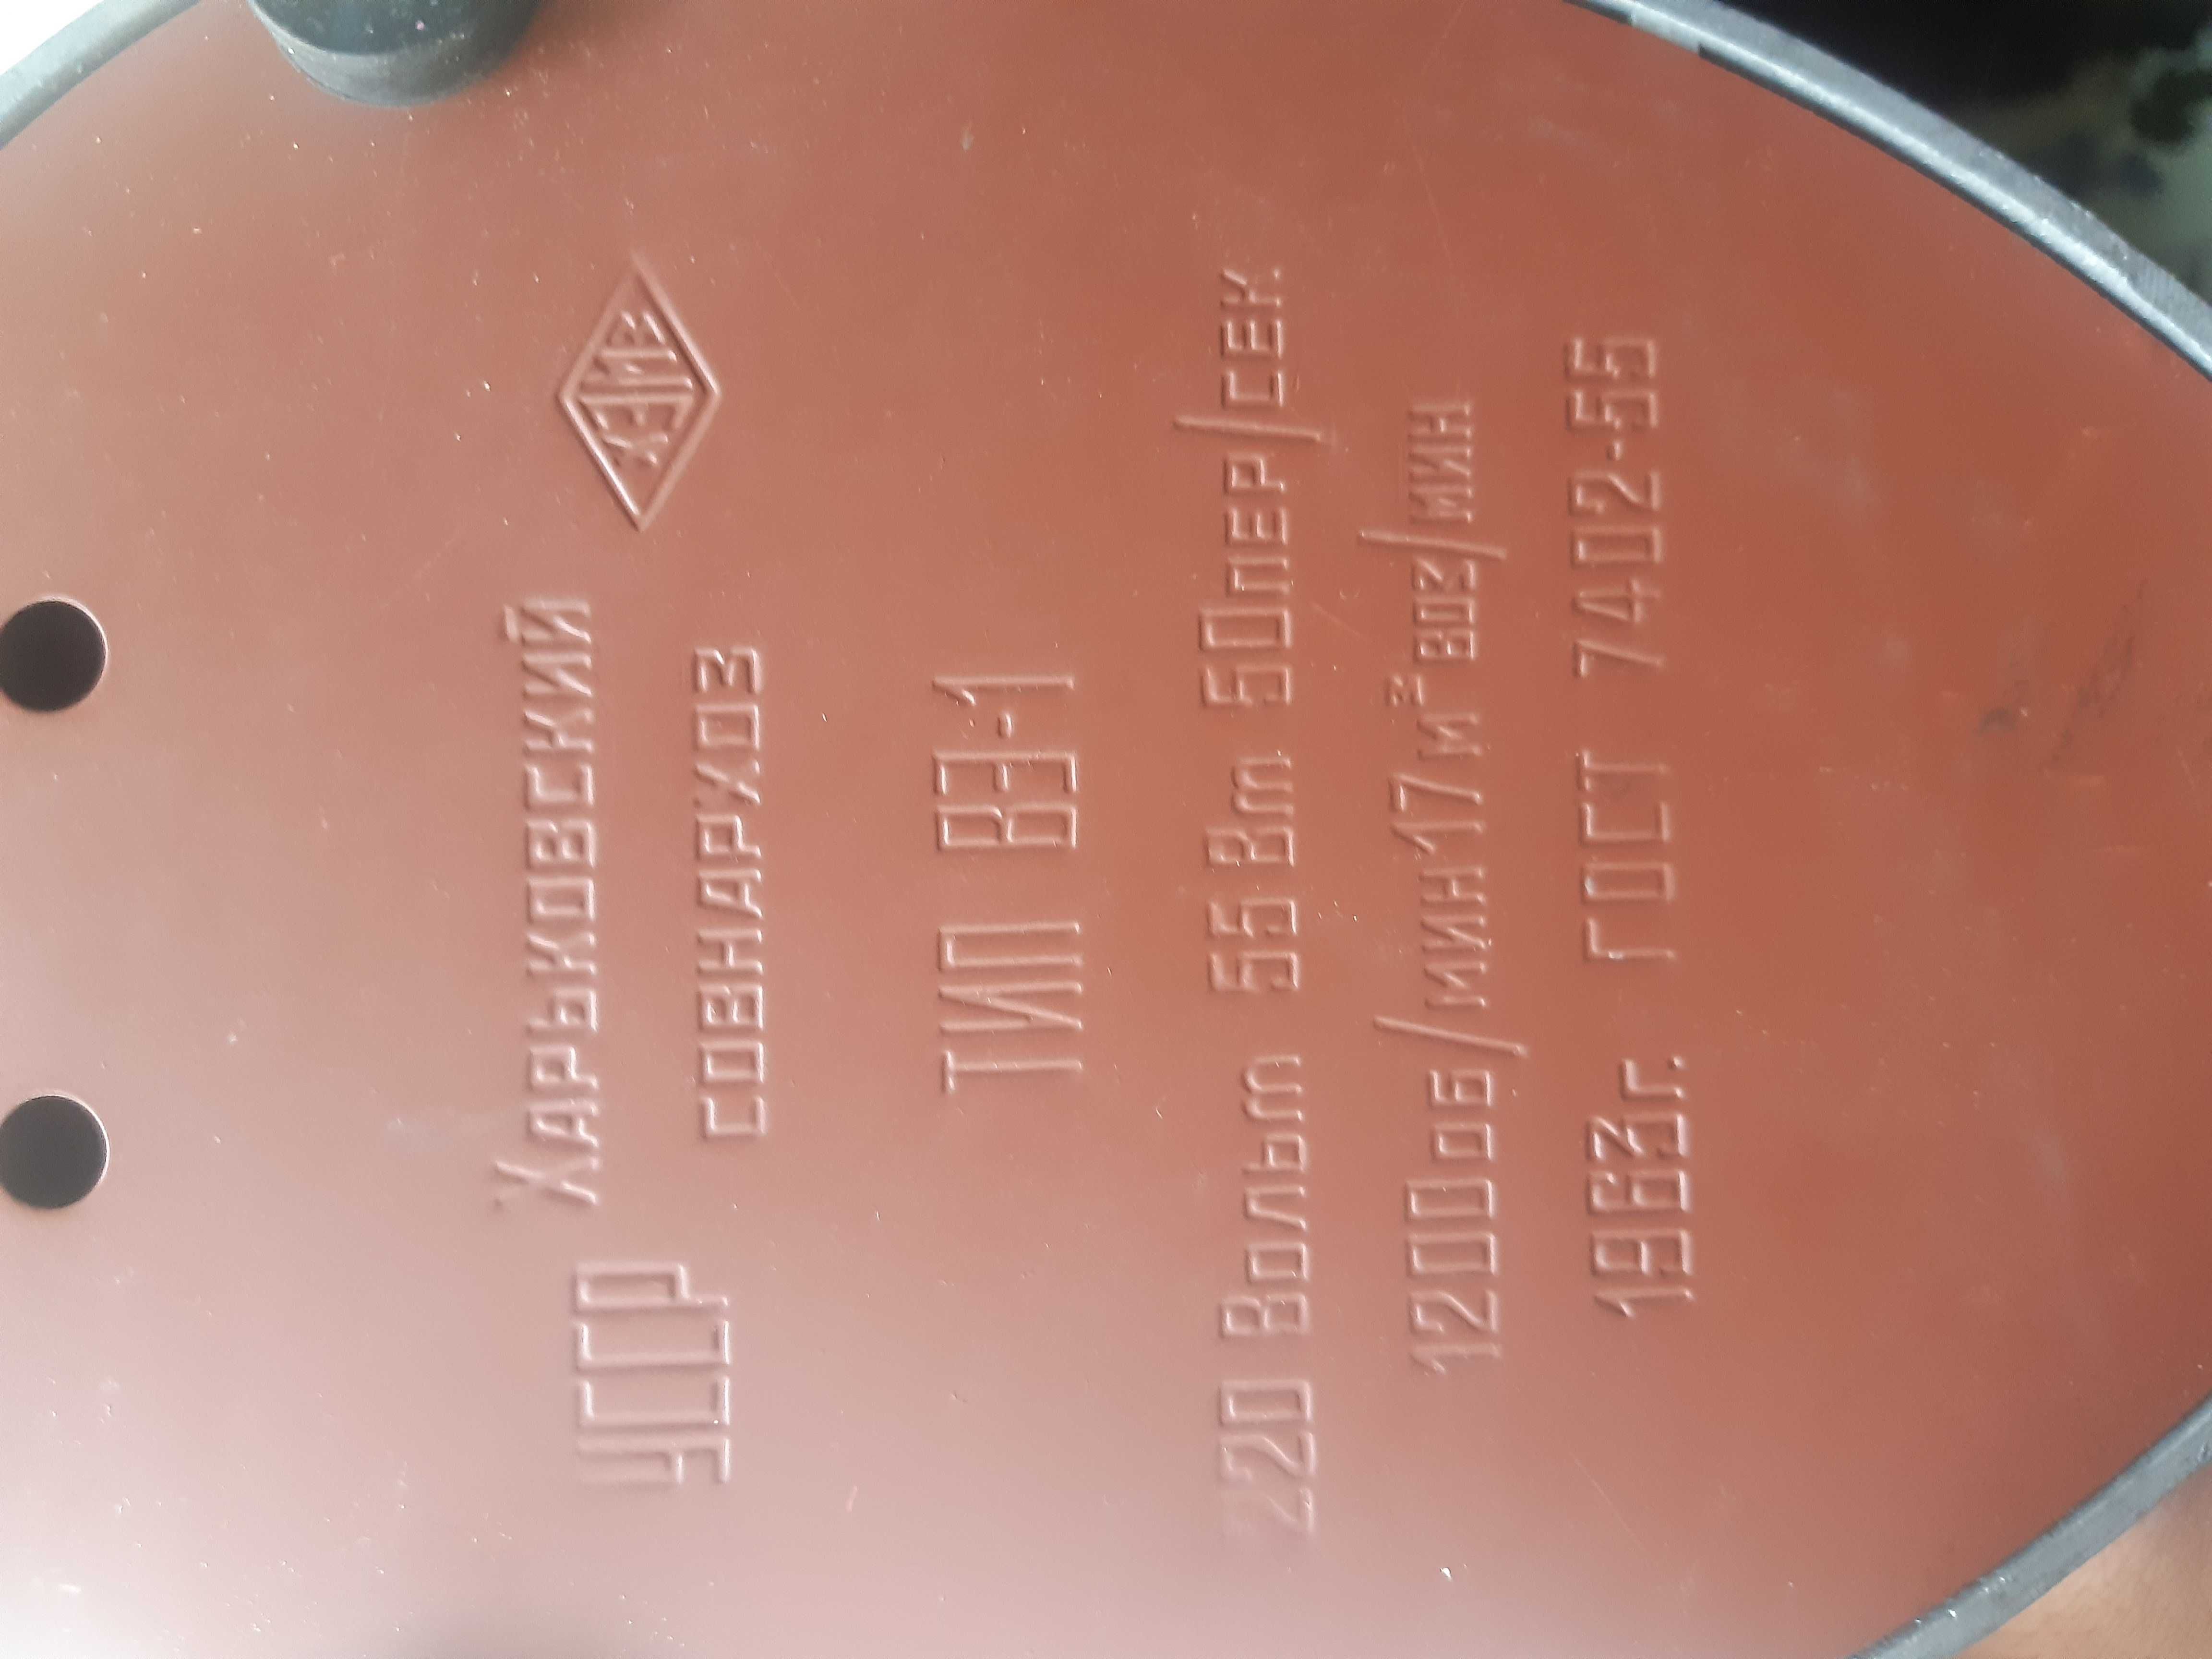 УССР
Харьковский
совнархоз
ХЕМЗ
ТИП ВЭ-1
220 Вольт 55 Вт 50 пер/сек.
1200 об/мин 17 м³ воз/мин
1963г. ГОСТ 7402-55